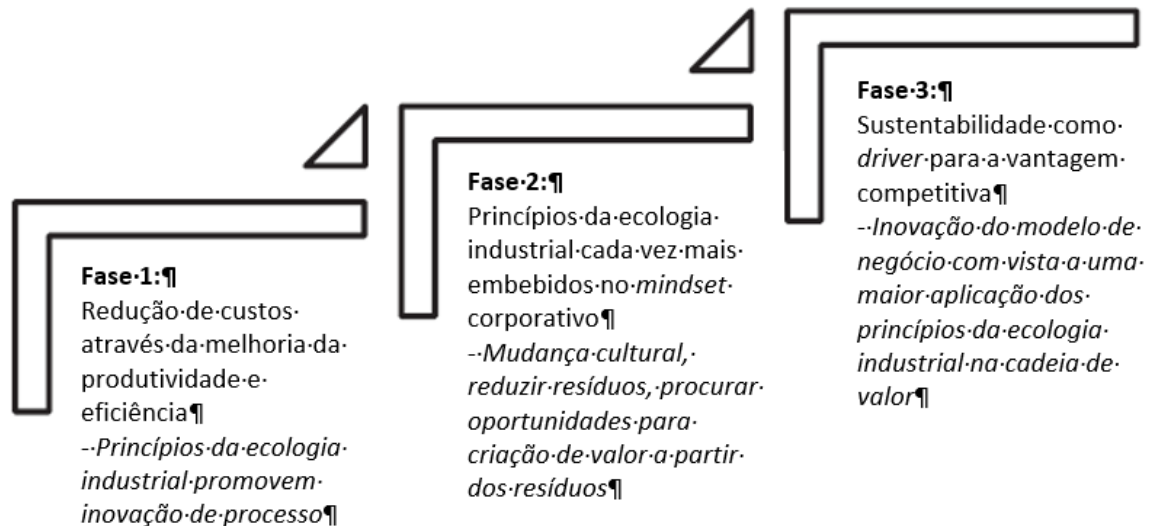 Fase·1:¶
Redução·de·custos·
através·da·melhoria·da·
produtividade·e·
eficiência¶
-·Princípios·da·ecologia·
industrial·promovem·
inovação·de·processo¶
Fase·2:¶
Princípios·da·ecologia·
industrial·cada·vez·mais·
embebidos·no·mindset·
corporativo¶
-·Mudança·cultural,·
reduzir·resíduos,·procurar·
oportunidades·para·
criação·de·valor·a·partir·
dos·resíduos¶
Fase·3:¶
Sustentabilidade·como·
driver·para·a·vantagem·
competitiva¶
-·Inovação·do·modelo·de·
negócio·com·vista·a·uma·
maior·aplicação·dos·
princípios·da·ecologia·
industrial·na·cadeia·de·
valor¶